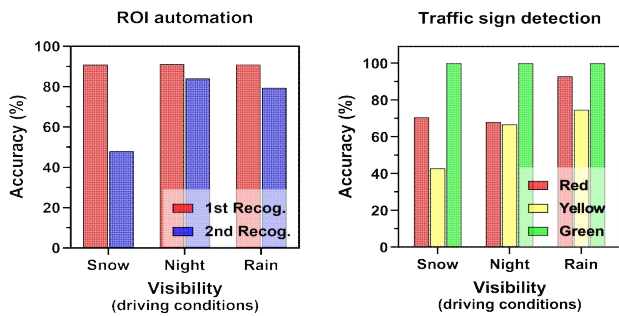 ROI automation
Accuracy (%)
100
80
60
40
20
0
1st Recog.
2nd Recog.
Snow Night Rain
Visibility
(driving conditions)
Traffic sign detection
Accuracy (%)
100
80
60
40
20
0
Red
Yellow
Green
Snow Night Rain
Visibility
(driving conditions)